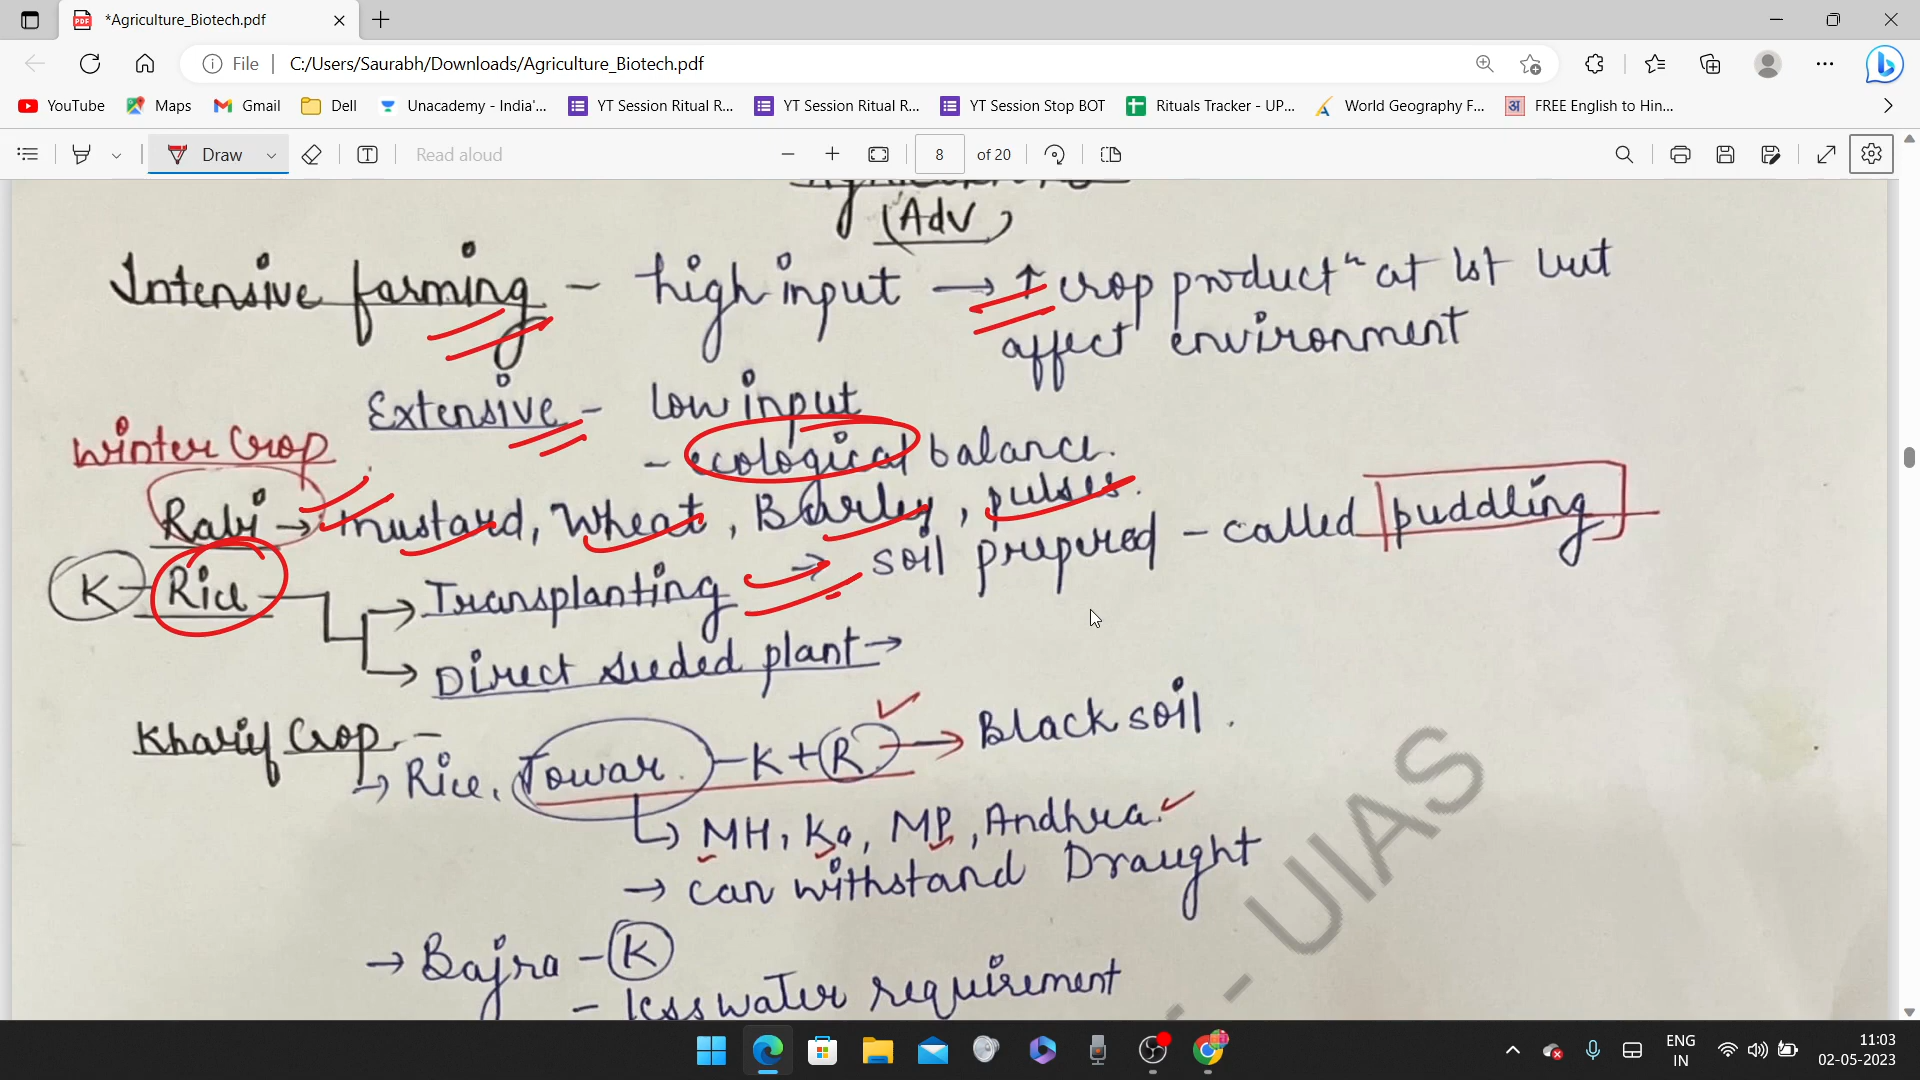 *Agriculture_Biotech.pdf
File C:/Users/Saurabh/Downloads/Agriculture_Biotech.pdf
YouTube Maps Gmail Dell Unacademy - India'... YT Session Ritual R... YT Session Ritual R... YT Session Stop BOT Rituals Tracker - UP... World Geography F... FREE English to Hin...
Draw Read aloud 8 of 20
(Adv)
Intensive farming - high input → ↑ crop productⁿ at 1st but
affect environment
Extensive - Low input
- ecological balance.
Winter Crop
Rabi → mustard, Wheat, Barley, pulses.
K - Rice → Transplanting → soil prepered - called puddling
→ Direct seeded plant →
Kharif Crop -
→ Rice, Jowar - K + R → Black soil.
→ MH, Ka, MP, Andhra.
→ can withstand Draught
→ Bajra - K
- less water requirement
- UIAS
ENG
IN
11:03
02-05-2023